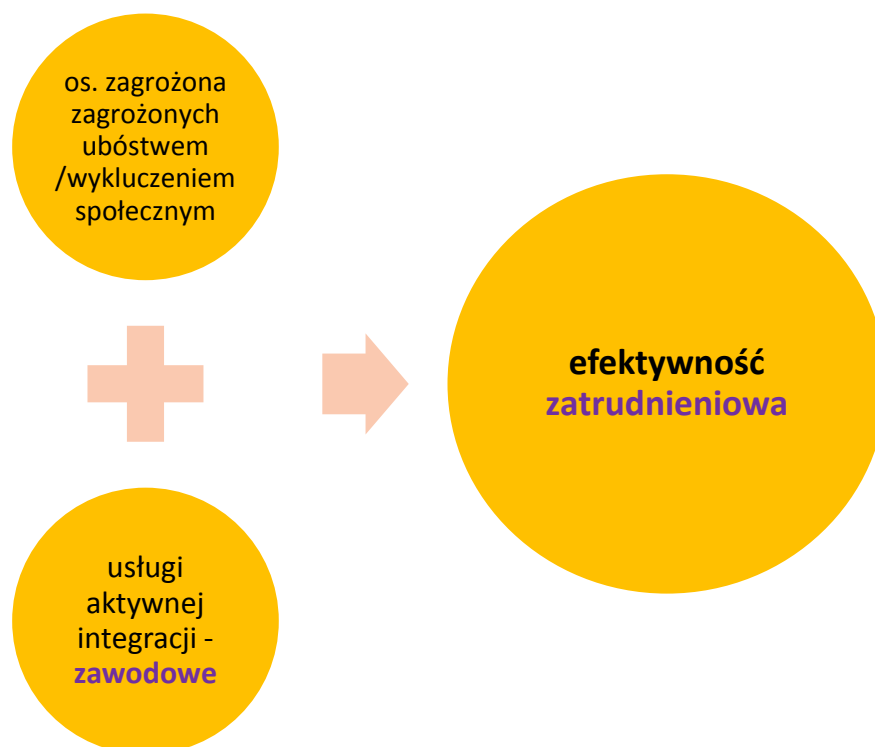 os. zagrożona
zagrożonych
ubóstwem
/wykluczeniem
społecznym
usługi
aktywnej
integracji -
zawodowe
efektywność
zatrudnieniowa